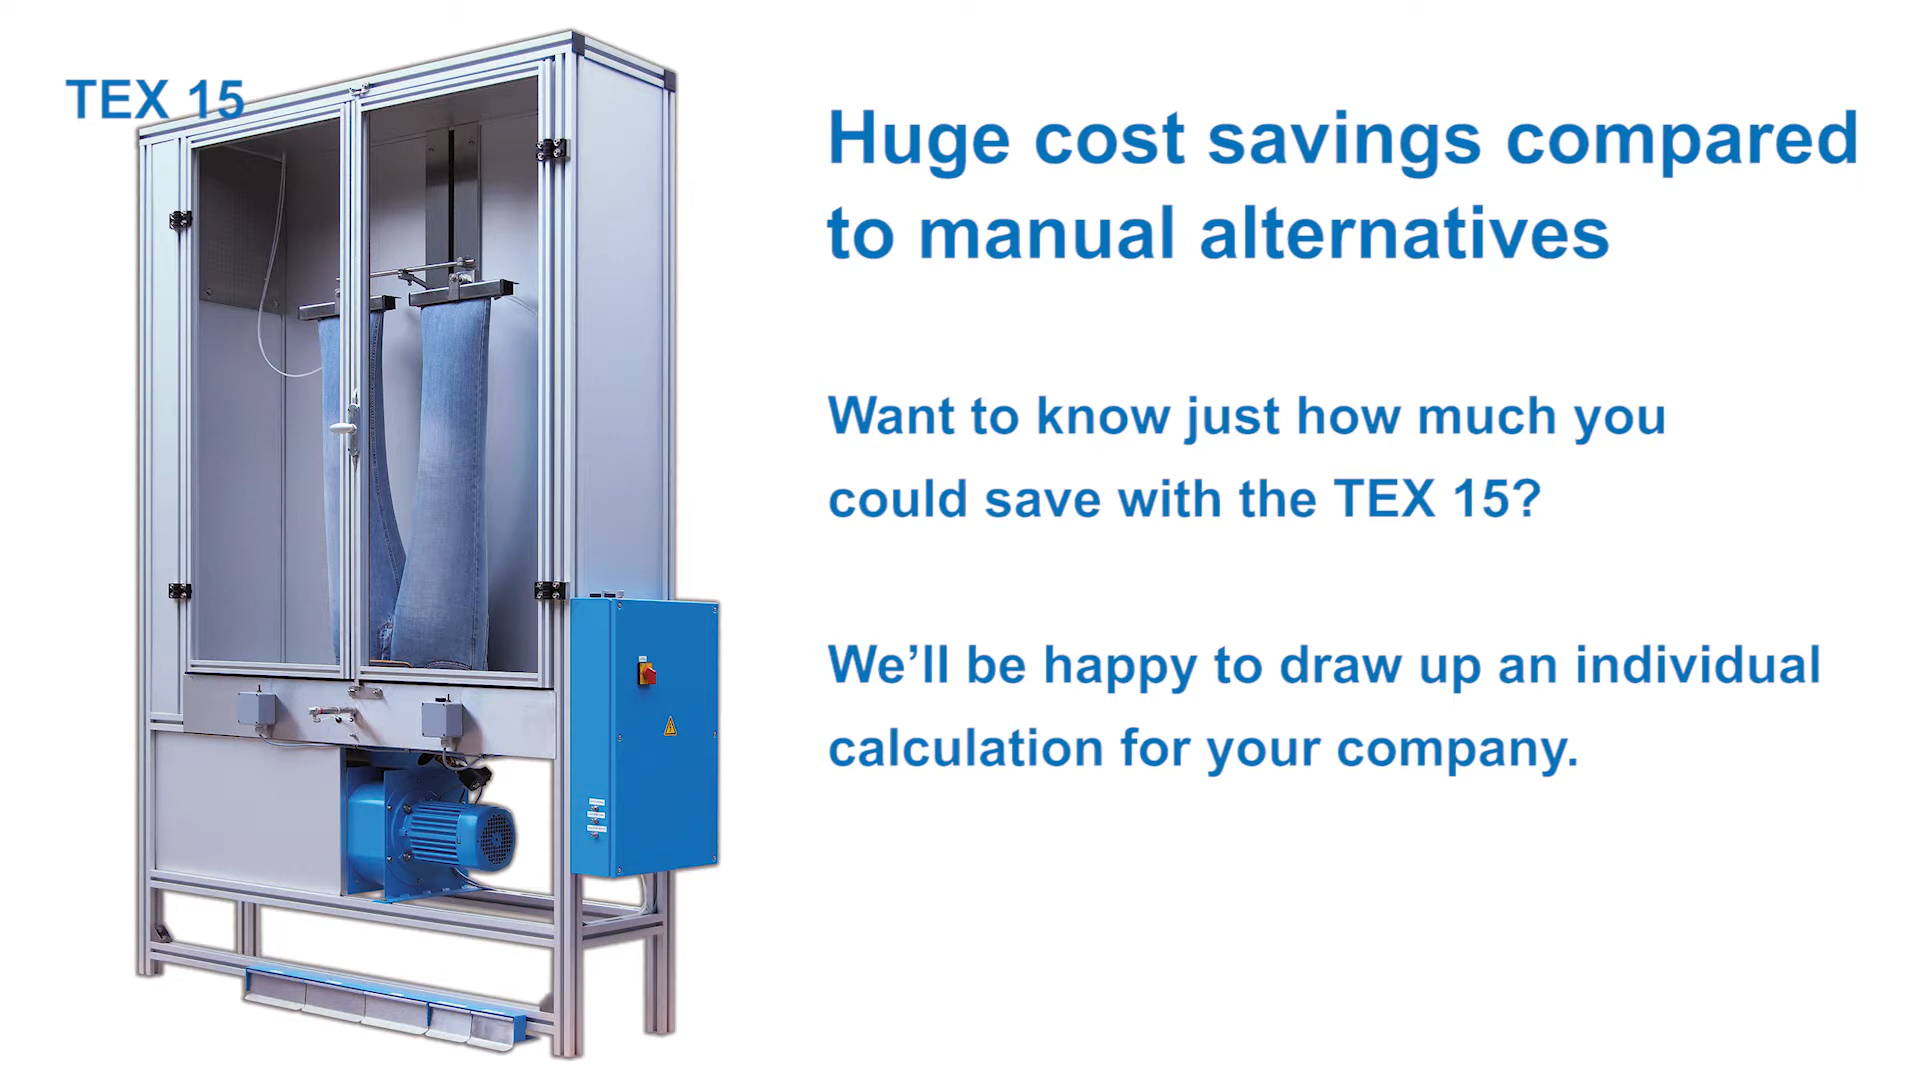 TEX 15
Huge cost savings compared
to manual alternatives
Want to know just how much you
could save with the TEX 15?
We’ll be happy to draw up an individual
calculation for your company.